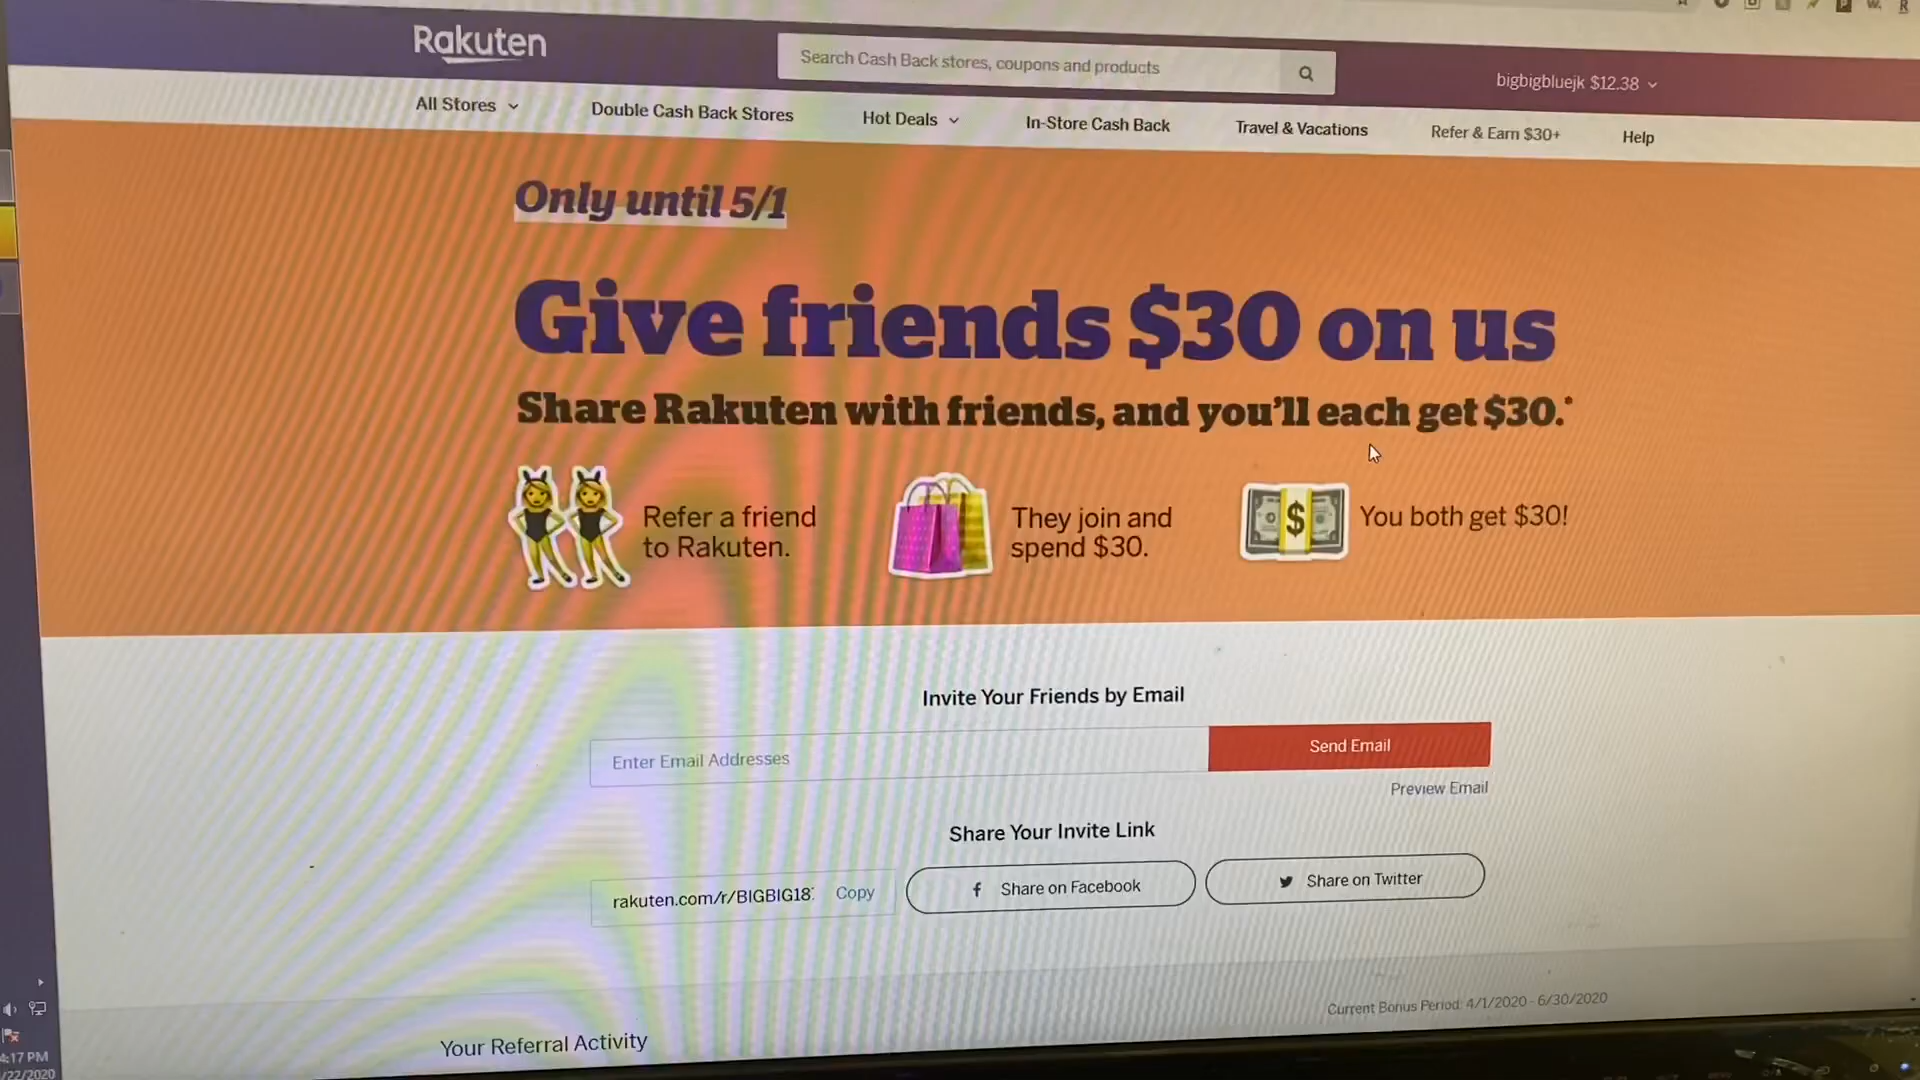 Rakuten
Search Cash Back stores, coupons and products
bigbigbluejk $12.38
All Stores
Double Cash Back Stores
Hot Deals
In-Store Cash Back
Travel & Vacations
Refer & Earn $30+
Help
Only until 5/1
Give friends $30 on us
Share Rakuten with friends, and you'll each get $30.*
Refer a friend
to Rakuten.
They join and
spend $30.
$
You both get $30!
Invite Your Friends by Email
Enter Email Addresses
Send Email
Preview Email
Share Your Invite Link
rakuten.com/r/BIGBIG18
Copy
f Share on Facebook
Share on Twitter
Current Bonus Period: 4/1/2020 - 6/30/2020
Your Referral Activity
4:17 PM
/22/2020